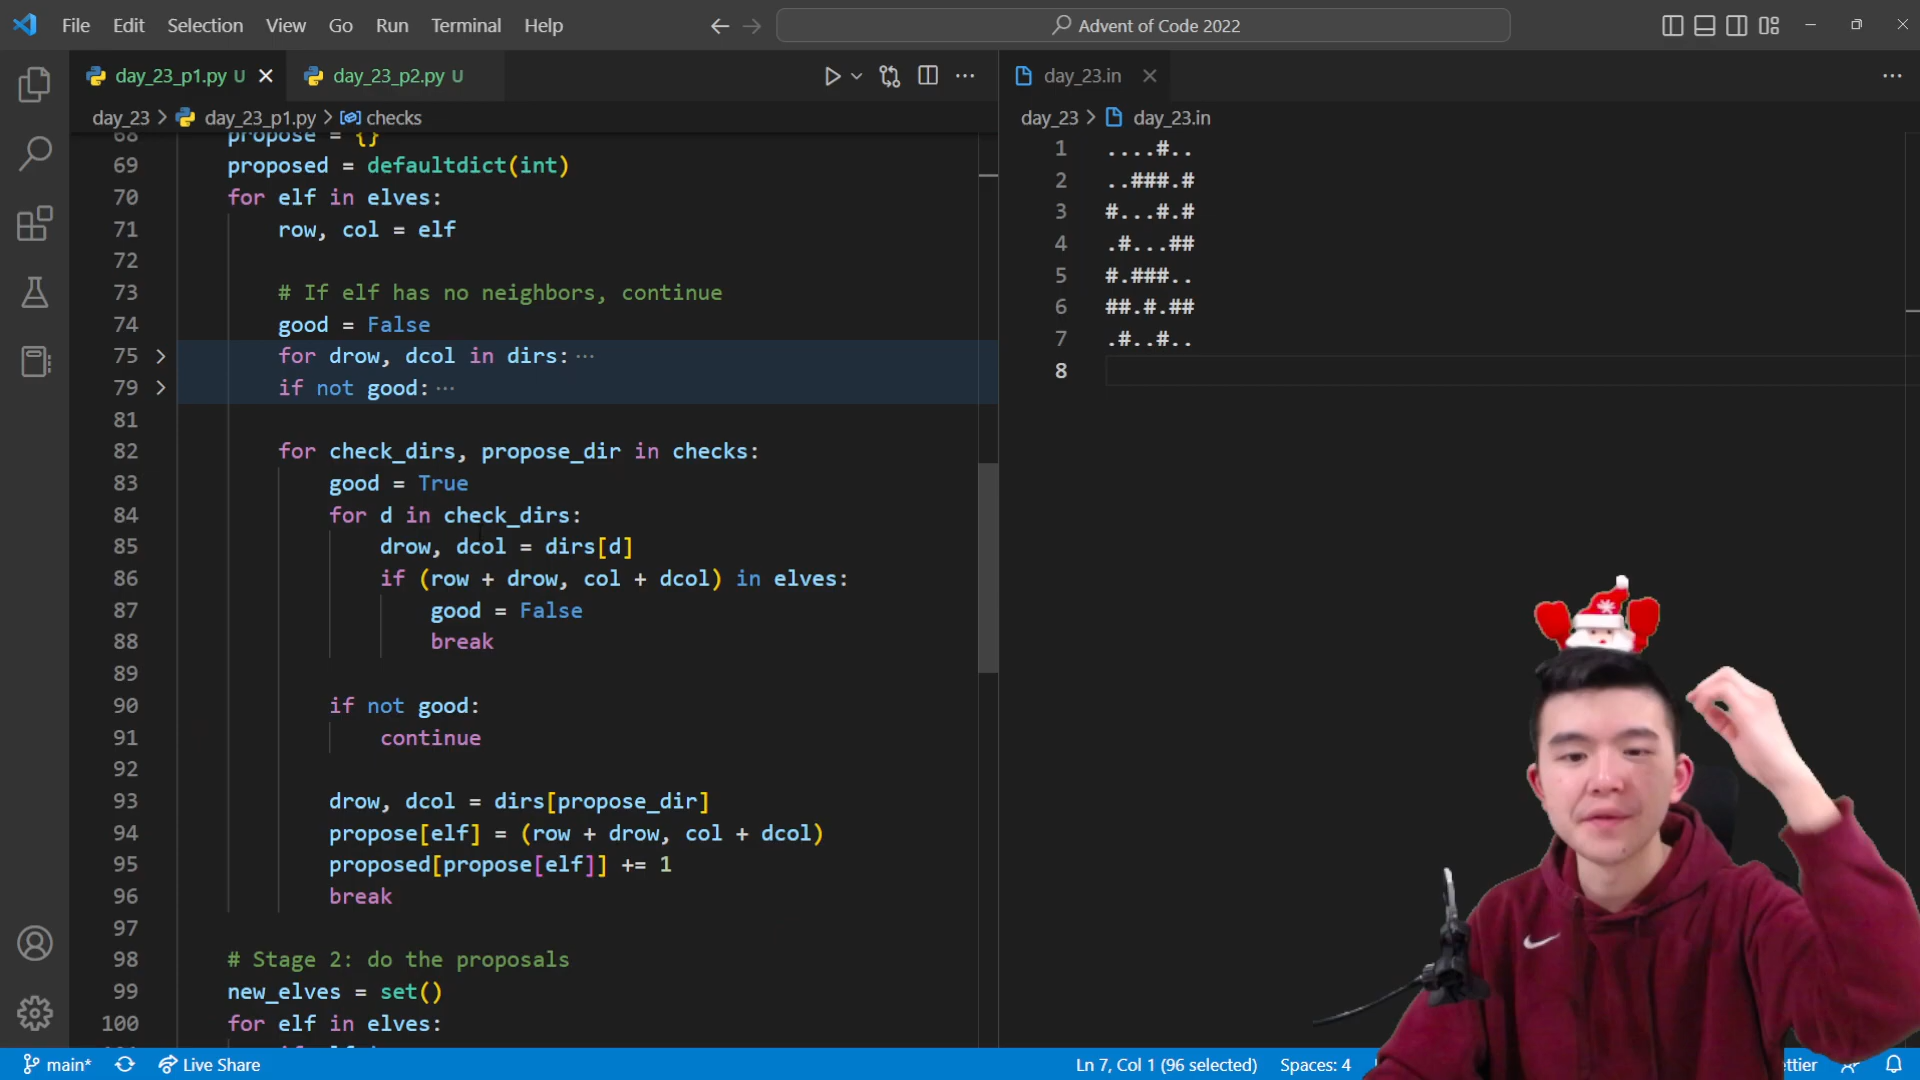 File Edit Selection View Go Run Terminal Help
Advent of Code 2022
day_23_p1.py U
day_23_p2.py U
day_23.in
day_23 > day_23_p1.py > checks
day_23 > day_23.in
68 propose = {}
69 proposed = defaultdict(int)
70 for elf in elves:
71 row, col = elf
72
73 # If elf has no neighbors, continue
74 good = False
75 for drow, dcol in dirs: ···
79 if not good: ···
81
82 for check_dirs, propose_dir in checks:
83 good = True
84 for d in check_dirs:
85 drow, dcol = dirs[d]
86 if (row + drow, col + dcol) in elves:
87 good = False
88 break
89
90 if not good:
91 continue
92
93 drow, dcol = dirs[propose_dir]
94 propose[elf] = (row + drow, col + dcol)
95 proposed[propose[elf]] += 1
96 break
97
98 # Stage 2: do the proposals
99 new_elves = set()
100 for elf in elves:
1 ....#..
2 ..###.#
3 #...#.#
4 .#...##
5 #.###..
6 ##.#.##
7 .#..#..
8
main* Live Share
Ln 7, Col 1 (96 selected) Spaces: 4